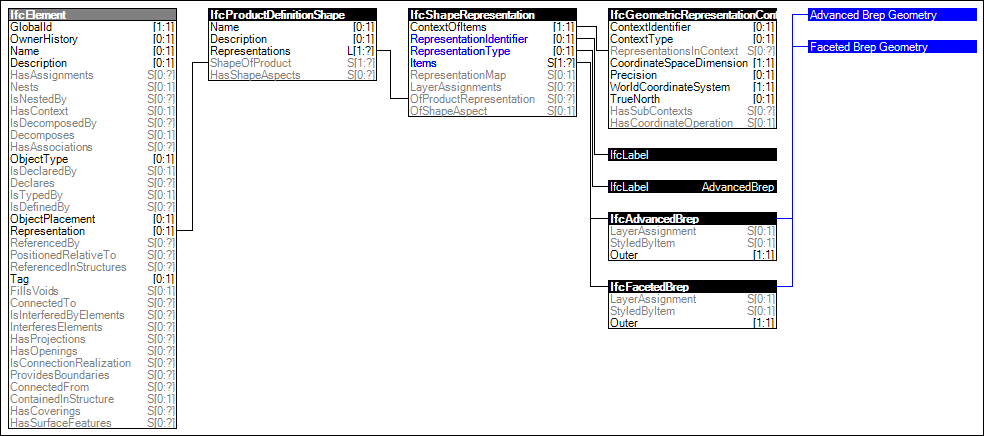 IfcElement
GlobalId [1:1]
OwnerHistory [0:1]
Name [0:1]
Description [0:1]
HasAssignments S[0:?]
Nests S[0:1]
IsNestedBy S[0:?]
HasContext S[0:1]
IsDecomposedBy S[0:?]
Decomposes S[0:1]
HasAssociations S[0:?]
ObjectType [0:1]
IsDeclaredBy S[0:1]
Declares S[0:?]
IsTypedBy S[0:1]
IsDefinedBy S[0:?]
ObjectPlacement [0:1]
Representation [0:1]
ReferencedBy S[0:?]
PositionedRelativeTo S[0:?]
ReferencedInStructures S[0:?]
Tag [0:1]
FillsVoids S[0:1]
ConnectedTo S[0:?]
IsInterferedByElements S[0:?]
InterferesElements S[0:?]
HasProjections S[0:?]
HasOpenings S[0:?]
IsConnectionRealization S[0:?]
ProvidesBoundaries S[0:?]
ConnectedFrom S[0:?]
ContainedInStructure S[0:1]
HasCoverings S[0:?]
HasSurfaceFeatures S[0:?]
IfcProductDefinitionShape
Name [0:1]
Description [0:1]
Representations L[1:?]
ShapeOfProduct S[1:?]
HasShapeAspects S[0:?]
IfcShapeRepresentation
ContextOfItems [1:1]
RepresentationIdentifier [0:1]
RepresentationType [0:1]
Items S[1:?]
RepresentationMap S[0:1]
LayerAssignments S[0:?]
OfProductRepresentation S[0:?]
OfShapeAspect S[0:1]
IfcGeometricRepresentationCont
ContextIdentifier [0:1]
ContextType [0:1]
RepresentationsInContext S[0:?]
CoordinateSpaceDimension [1:1]
Precision [0:1]
WorldCoordinateSystem [1:1]
TrueNorth [0:1]
HasSubContexts S[0:?]
HasCoordinateOperation S[0:1]
IfcLabel
IfcLabel AdvancedBrep
IfcAdvancedBrep
LayerAssignment S[0:1]
StyledByItem S[0:1]
Outer [1:1]
IfcFacetedBrep
LayerAssignment S[0:1]
StyledByItem S[0:1]
Outer [1:1]
Advanced Brep Geometry
Faceted Brep Geometry